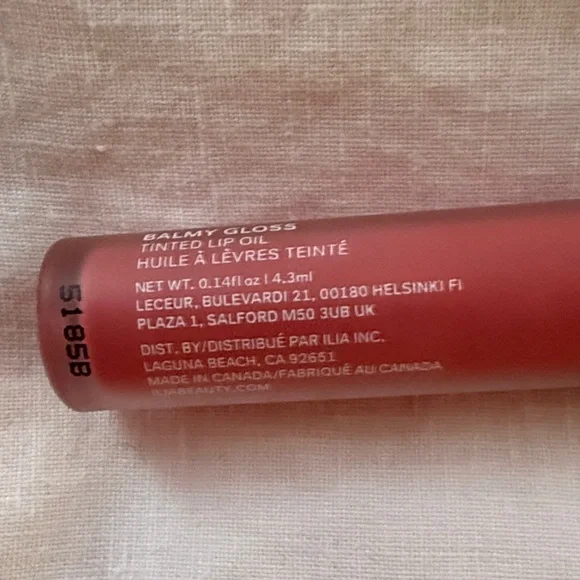 BALMY GLOSS
TINTED LIP OIL
HUILE À LÈVRES TEINTÉ
NET WT. 0.14fl oz | 4.3ml
LECEUR, BULEVARDI 21, 00180 HELSINKI FI
PLAZA 1, SALFORD M50 3UB UK
DIST. BY/DISTRIBUÉ PAR ILIA INC.
LAGUNA BEACH, CA 92651
MADE IN CANADA/FABRIQUÉ AU CANADA
ILIABEAUTY.COM
5185B